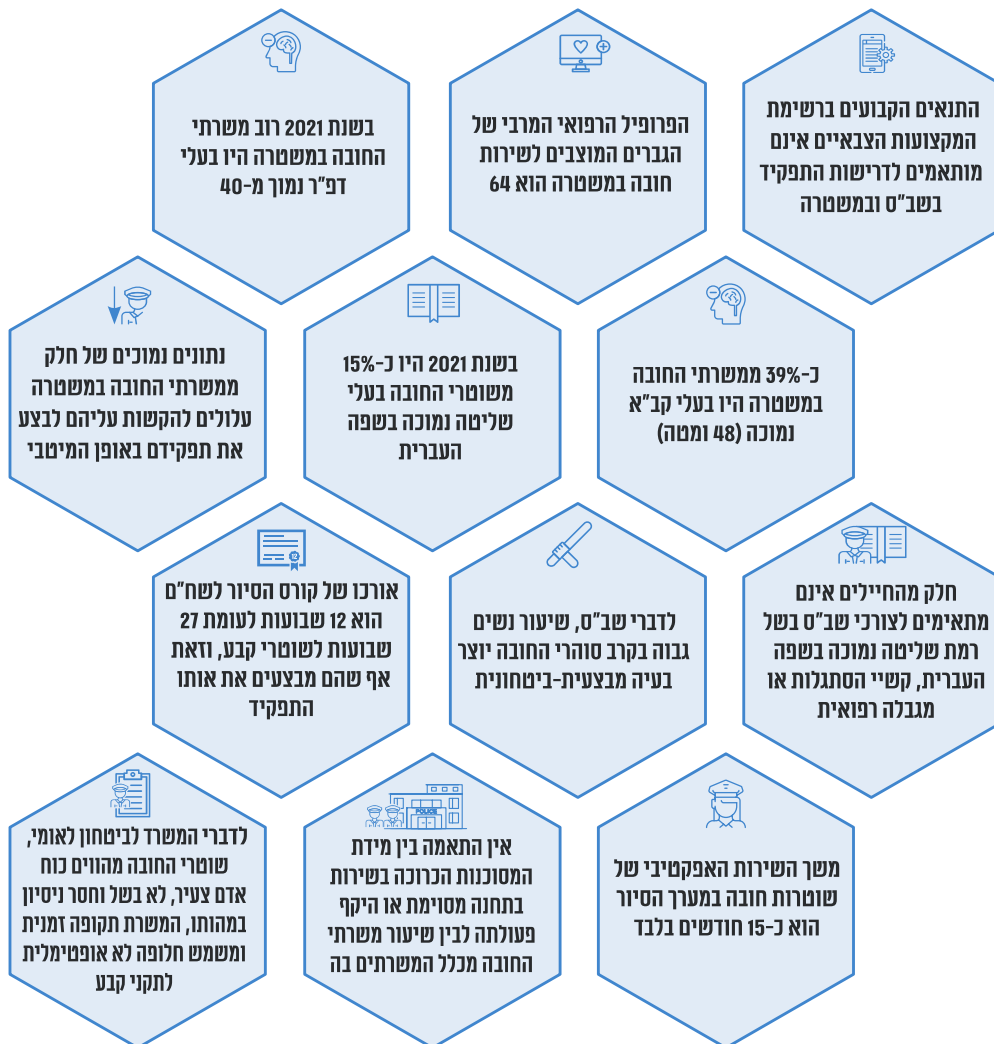 התנאים הקבועים ברשימת
המקצועות הצבאיים אינם
מותאמים לדרישות התפקיד
בשב"ס ובמשטרה
הפרופיל הרפואי המרבי של
הגברים המוצבים לשירות
חובה במשטרה הוא 64
בשנת 2021 רוב משרתי
החובה במשטרה היו בעלי
דפ"ר נמוך מ-40
כ-39% ממשרתי החובה
במשטרה היו בעלי קב"א
נמוכה (48 ומטה)
בשנת 2021 היו כ-15%
משוטרי החובה בעלי
שליטה נמוכה בשפה
העברית
נתונים נמוכים של חלק
ממשרתי החובה במשטרה
עלולים להקשות עליהם לבצע
את תפקידם באופן המיטבי
חלק מהחיילים אינם
מתאימים לצורכי שב"ס בשל
רמת שליטה נמוכה בשפה
העברית, קשיי הסתגלות או
מגבלה רפואית
לדברי שב"ס, שיעור נשים
גבוה בקרב סוהרי החובה יוצר
בעיה מבצעית-ביטחונית
אורכו של קורס הסיור לשח"ם
הוא 12 שבועות לעומת 27
שבועות לשוטרי קבע, וזאת
אף שהם מבצעים את אותו
התפקיד
משך השירות האפקטיבי של
שוטרות חובה במערך הסיור
הוא כ-15 חודשים בלבד
POLICE
אין התאמה בין מידת
המסוכנות הכרוכה בשירות
בתחנה מסוימת או היקף
פעולתה לבין שיעור משרתי
החובה מכלל המשרתים בה
לדברי המשרד לביטחון לאומי,
שוטרי החובה מהווים כוח
אדם צעיר, לא בשל וחסר ניסיון
במהותו, המשרת תקופה זמנית
ומשמש חלופה לא אופטימלית
לתקני קבע